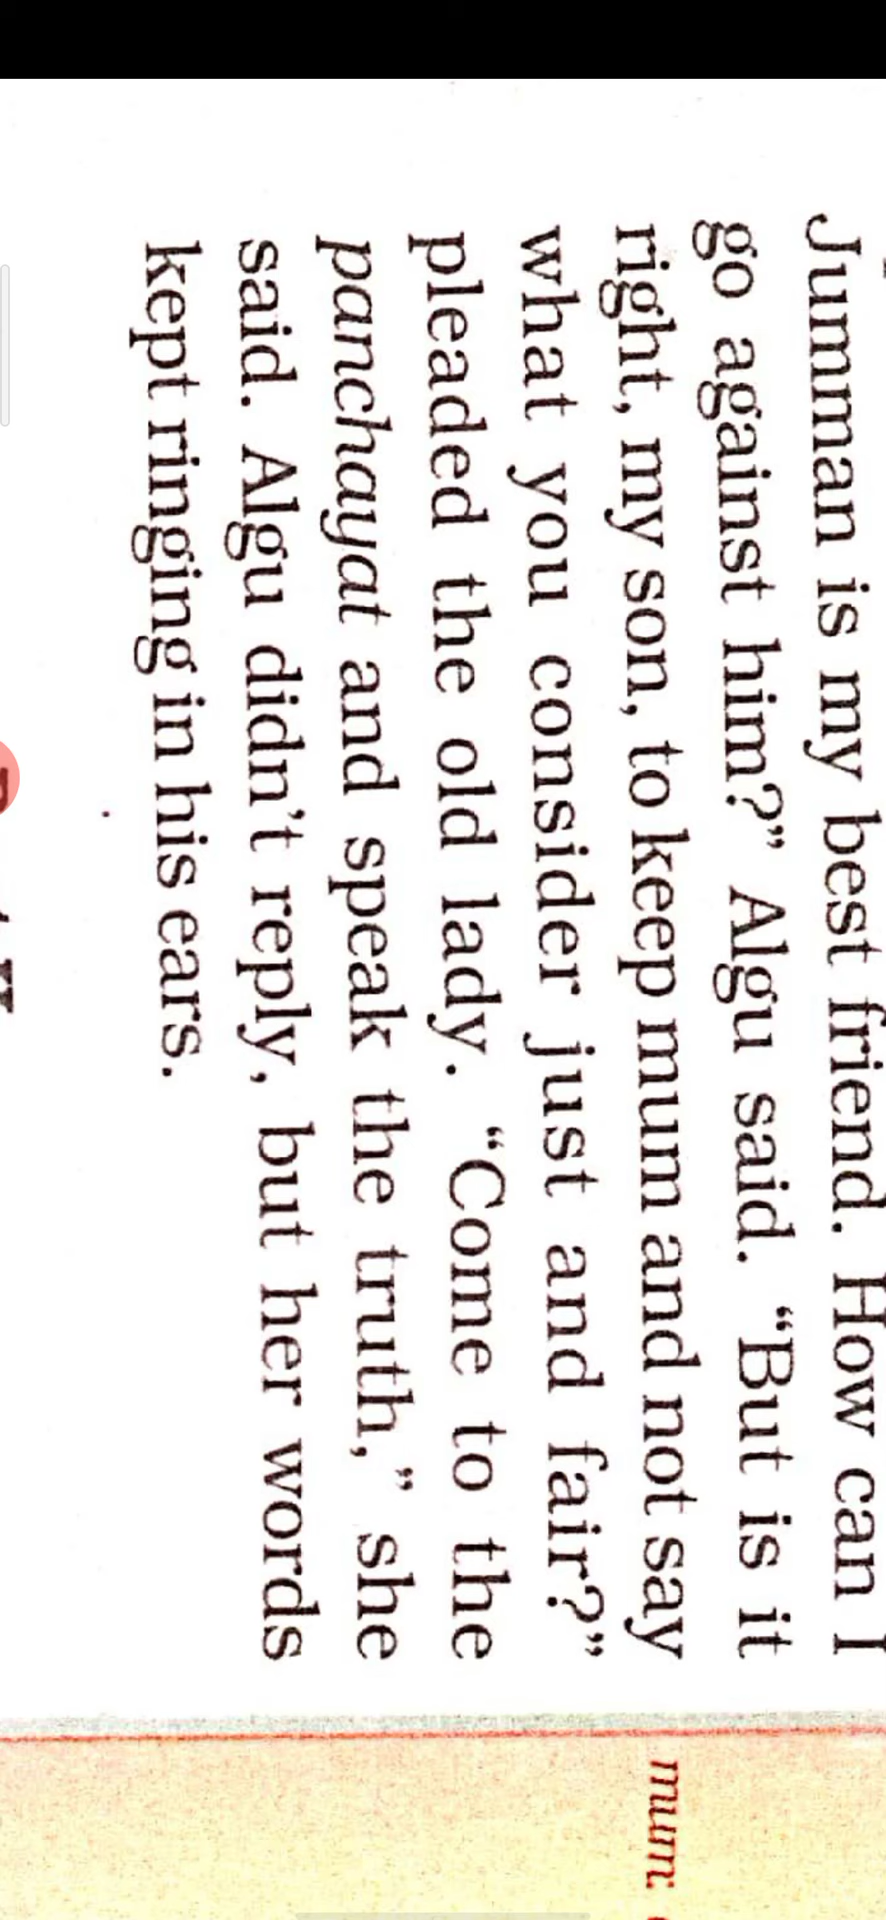 Jumman is my best friend. How can I
go against him?” Algu said. “But is it
right, my son, to keep mum and not say
what you consider just and fair?”
pleaded the old lady. “Come to the
panchayat and speak the truth,” she
said. Algu didn’t reply, but her words
kept ringing in his ears.
mum: